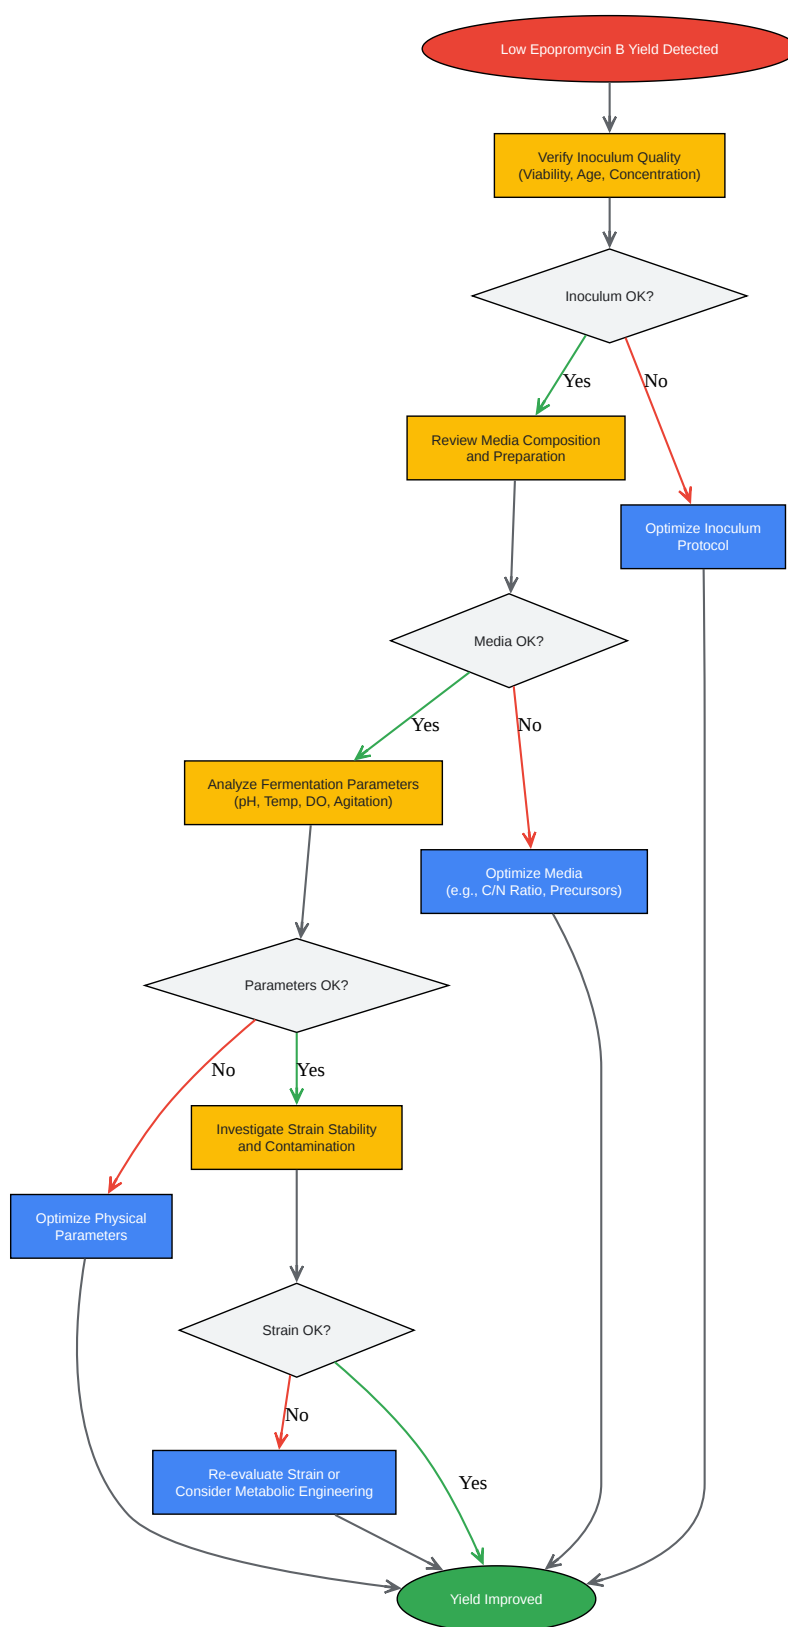 Low Epopromycin B Yield Detected
Verify Inoculum Quality
(Viability, Age, Concentration)
Inoculum OK?
Yes
No
Review Media Composition
and Preparation
Optimize Inoculum
Protocol
Media OK?
Yes
No
Analyze Fermentation Parameters
(pH, Temp, DO, Agitation)
Optimize Media
(e.g., C/N Ratio, Precursors)
Parameters OK?
No
Yes
Investigate Strain Stability
and Contamination
Optimize Physical
Parameters
Strain OK?
No
Yes
Re-evaluate Strain or
Consider Metabolic Engineering
Yield Improved